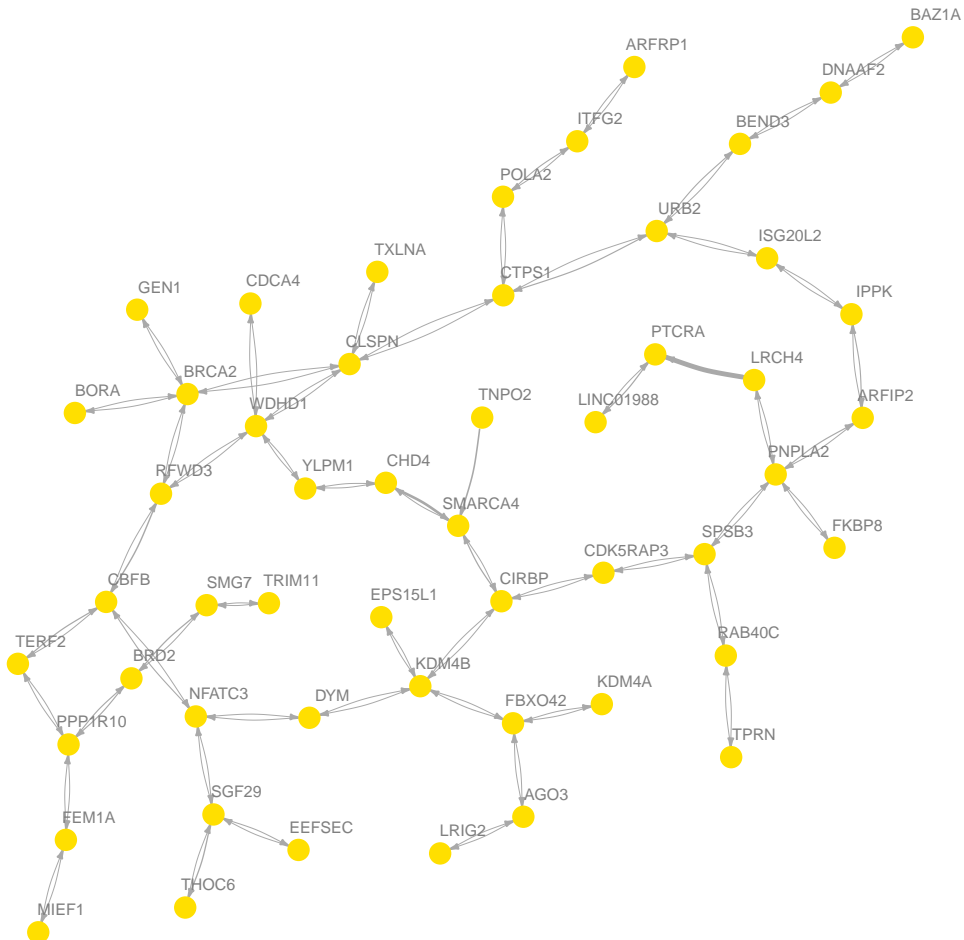 BAZ1A
ARFRP1
DNAAF2
ITFG2
BEND3
POLA2
URB2
ISG20L2
TXLNA
CTPS1
GEN1
CDCA4
IPPK
CLSPN
PTCRA
BRCA2
LRCH4
BORA
WDHD1
TNPO2
LINC01988
ARFIP2
RFWD3
YLPM1
CHD4
PNPLA2
SMARCA4
FKBP8
SPSB3
CBFB
SMG7
TRIM11
EPS15L1
CIRBP
CDK5RAP3
TERF2
BRD2
RAB40C
NFATC3
DYM
KDM4B
FBXO42
KDM4A
PPP1R10
TPRN
SGF29
AGO3
FEM1A
EEFSEC
LRIG2
THOC6
MIEF1